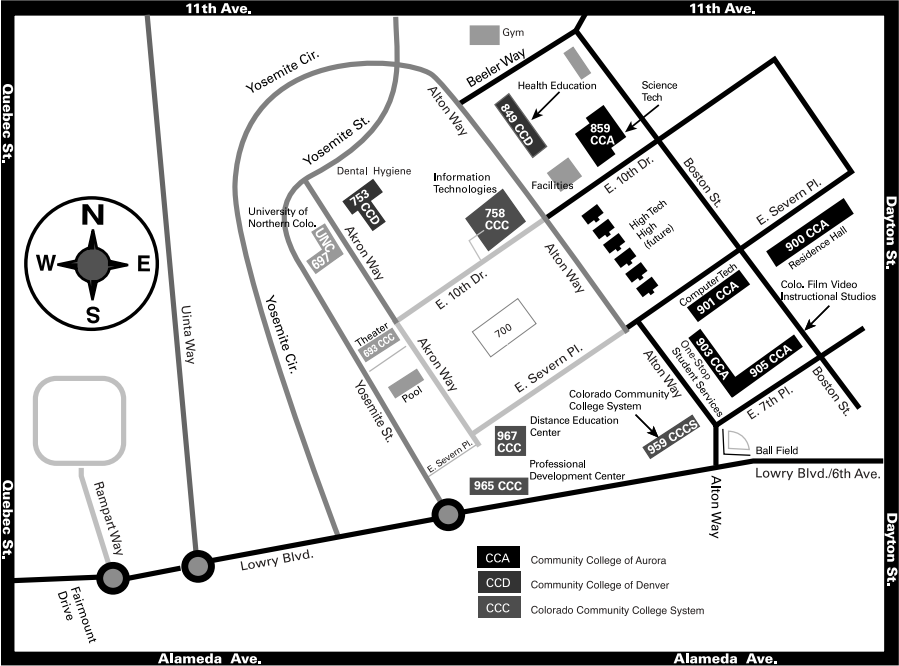 11th Ave.
11th Ave.
Quebec St.
Gym
Beeler Way
Yosemite Cir.
Alton Way
Health Education
Science
Tech
849 CCD
859
CCA
Yosemite St.
Dental Hygiene
753
CCD
Information
Technologies
758
CCC
Facilities
E. 10th Dr.
Boston St.
E. Severn Pl.
900 CCA
Residence Hall
Dayton St.
University of
Northern Colo.
UNC
697
Akron Way
High Tech
High
(future)
Alton Way
N
W
E
S
E. 10th Dr.
Computer Tech
901 CCA
Colo. Film Video
Instructional Studios
Uinta Way
Yosemite Cir.
Theater
693 CCC
700
Akron Way
Pool
E. Severn Pl.
Alton Way
903 CCA
One-Stop
Student Services
905 CCA
E. 7th Pl.
Boston St.
Yosemite St.
Colorado Community
College System
959 CCCS
967
CCC
Distance Education
Center
E. Severn Pl.
Ball Field
965 CCC
Professional
Development Center
Lowry Blvd./6th Ave.
Alton Way
Quebec St.
Rampart Way
Dayton St.
Lowry Blvd.
Fairmount
Drive
CCA
Community College of Aurora
CCD
Community College of Denver
CCC
Colorado Community College System
Alameda Ave.
Alameda Ave.